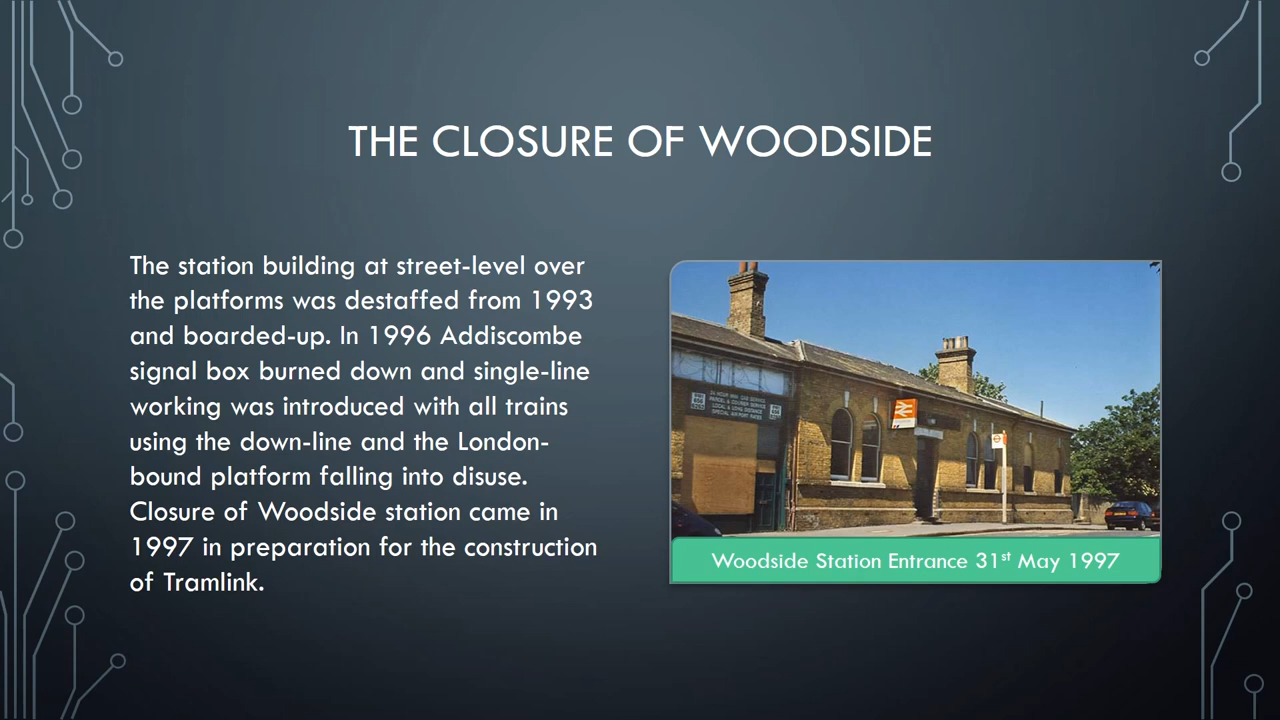 THE CLOSURE OF WOODSIDE
The station building at street-level over
the platforms was destaffed from 1993
and boarded-up. In 1996 Addiscombe
signal box burned down and single-line
working was introduced with all trains
using the down-line and the London-
bound platform falling into disuse.
Closure of Woodside station came in
1997 in preparation for the construction
of Tramlink.
Woodside Station Entrance 31st May 1997